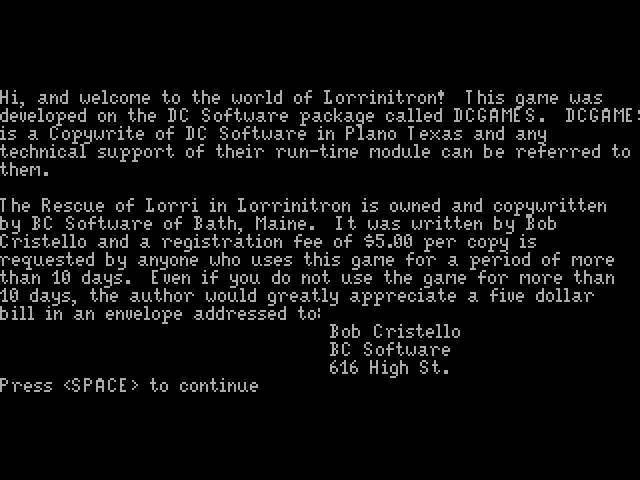 Hi, and welcome to the world of Lorrinitron!  This game was
developed on the DC Software package called DCGAMES.  DCGAMES
is a Copywrite of DC Software in Plano Texas and any
technical support of their run-time module can be referred to
them.
The Rescue of Lorri in Lorrinitron is owned and copywritten
by BC Software of Bath, Maine.  It was written by Bob
Cristello and a registration fee of $5.00 per copy is
requested by anyone who uses this game for a period of more
than 10 days.  Even if you do not use the game for more than
10 days, the author would greatly appreciate a five dollar
bill in an envelope addressed to:
Bob Cristello
BC Software
616 High St.
Press <SPACE> to continue